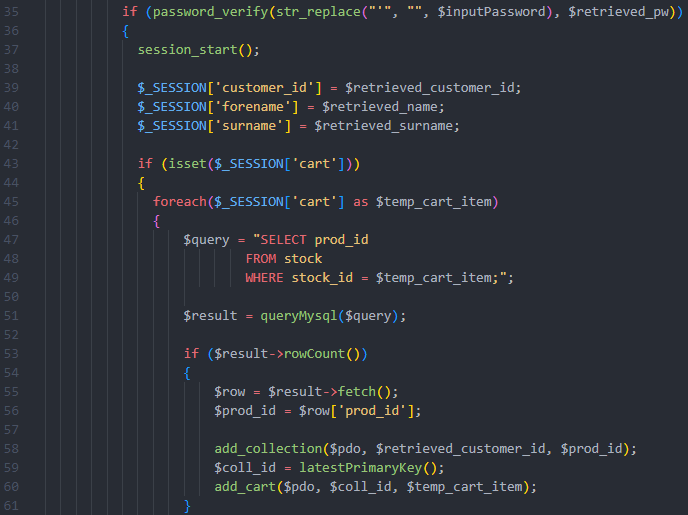 35 if (password_verify(str_replace("'", "", $inputPassword), $retrieved_pw))
36 {
37 session_start();
38
39 $_SESSION['customer_id'] = $retrieved_customer_id;
40 $_SESSION['forename'] = $retrieved_name;
41 $_SESSION['surname'] = $retrieved_surname;
42
43 if (isset($_SESSION['cart']))
44 {
45 foreach($_SESSION['cart'] as $temp_cart_item)
46 {
47 $query = "SELECT prod_id
48 FROM stock
49 WHERE stock_id = $temp_cart_item;";
50
51 $result = queryMysql($query);
52
53 if ($result->rowCount())
54 {
55 $row = $result->fetch();
56 $prod_id = $row['prod_id'];
57
58 add_collection($pdo, $retrieved_customer_id, $prod_id);
59 $coll_id = latestPrimaryKey();
60 add_cart($pdo, $coll_id, $temp_cart_item);
61 }